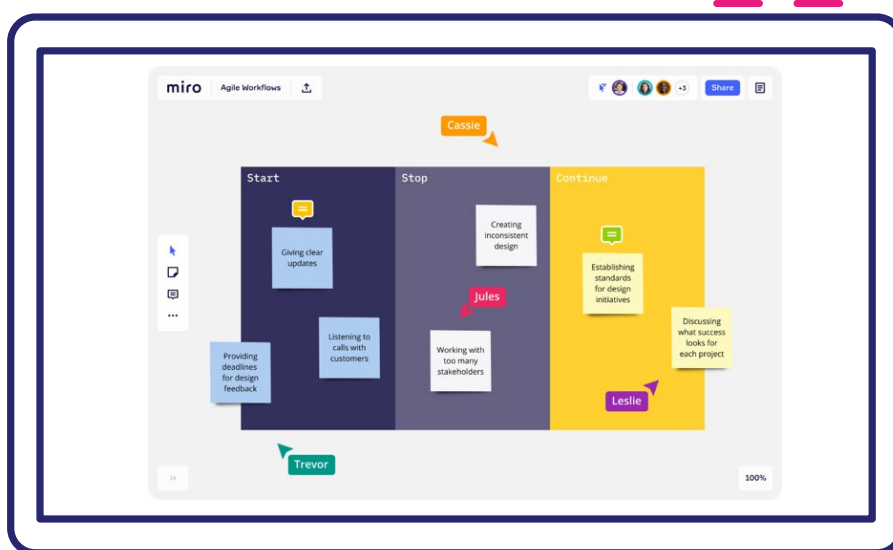 miro
Agile Workflows
+3
Share
Cassie
Start
Stop
Continue
Giving clear
updates
Creating
inconsistent
design
Establishing
standards
for design
initiatives
Jules
Discussing
what success
looks for
each project
Listening to
calls with
customers
Working with
too many
stakeholders
Providing
deadlines
for design
feedback
Leslie
Trevor
100%